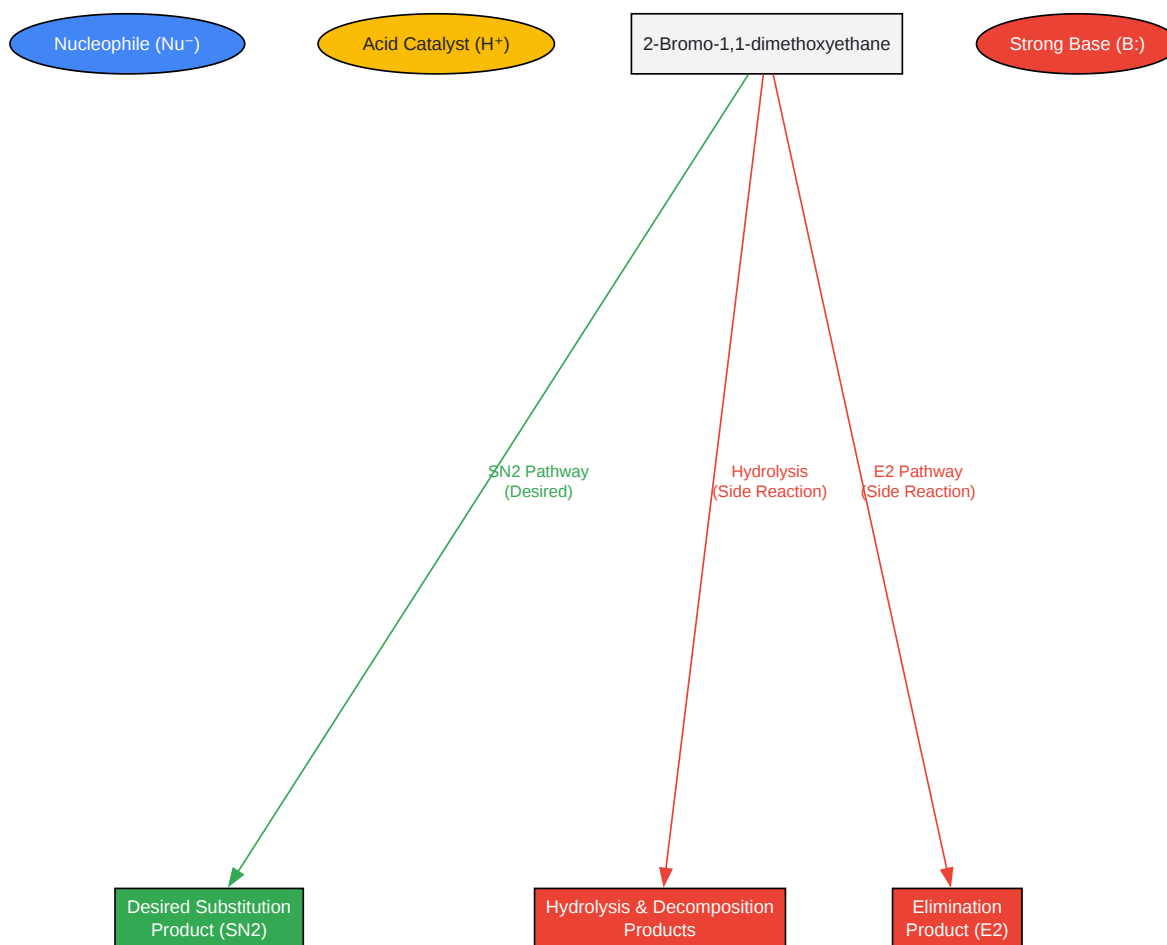 Nucleophile (Nu⁻)
Acid Catalyst (H⁺)
2-Bromo-1,1-dimethoxyethane
Strong Base (B:)
SN2 Pathway
(Desired)
Hydrolysis
(Side Reaction)
E2 Pathway
(Side Reaction)
Desired Substitution
Product (SN2)
Hydrolysis & Decomposition
Products
Elimination
Product (E2)